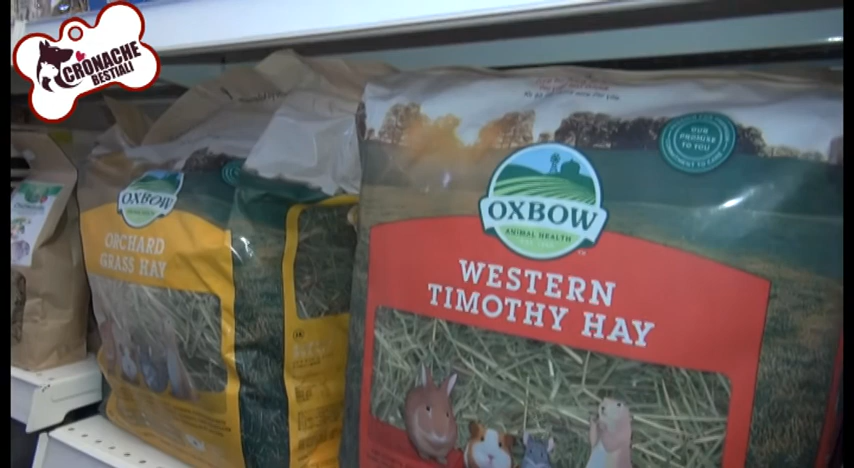 CRONACHE
BESTIALI
OXBOW
ORCHARD
GRASS HAY
OUR
PROMISE
TO YOU
OXBOW
ANIMAL HEALTH
WESTERN
TIMOTHY HAY